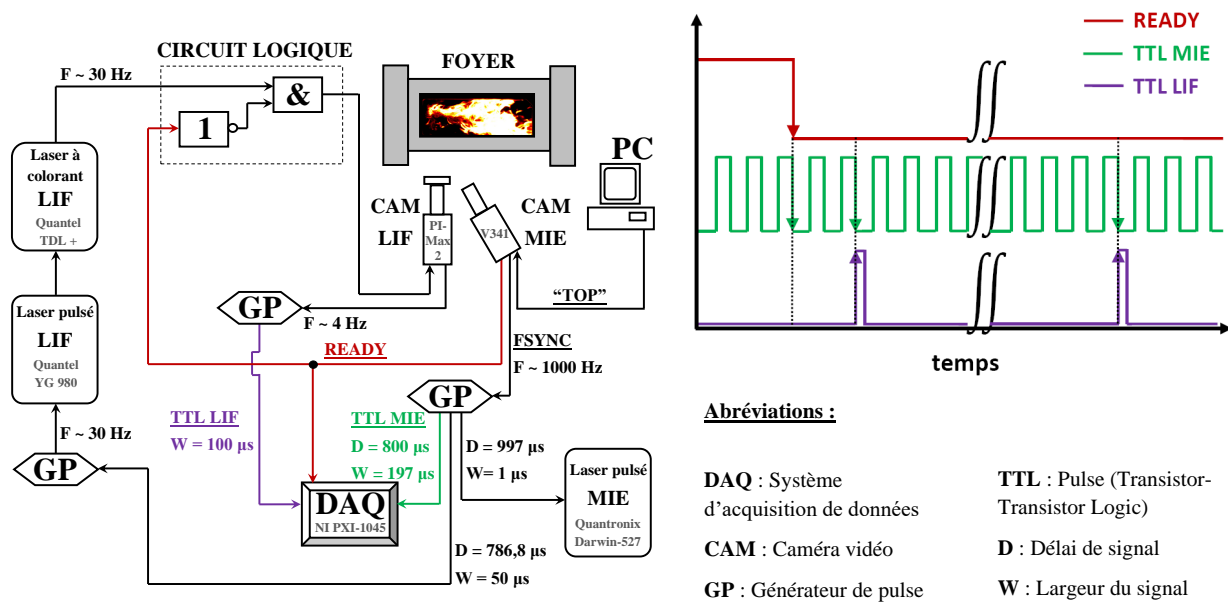 CIRCUIT LOGIQUE
F ~ 30 Hz
&
1
FOYER
PC
Laser à
colorant
LIF
Quantel
TDL +
CAM
LIF
PI-
Max
2
V341
CAM
MIE
“TOP”
GP
F ~ 4 Hz
READY
FSYNC
F ~ 1000 Hz
Laser pulsé
LIF
Quantel
YG 980
GP
TTL LIF
W = 100 µs
TTL MIE
D = 800 µs
W = 197 µs
D = 997 µs
W= 1 µs
F ~ 30 Hz
GP
DAQ
NI PXI-1045
Laser pulsé
MIE
Quantronix
Darwin-527
D = 786,8 µs
W = 50 µs
READY
TTL MIE
TTL LIF
temps
Abréviations :
DAQ : Système
d’acquisition de données
CAM : Caméra vidéo
GP : Générateur de pulse
TTL : Pulse (Transistor-
Transistor Logic)
D : Délai de signal
W : Largeur du signal